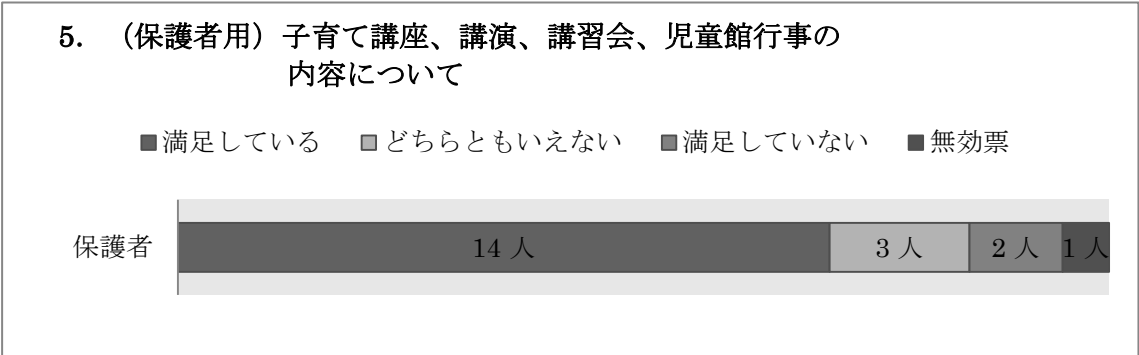 5. （保護者用）子育て講座、講演、講習会、児童館行事の
内容について
■満足している ■どちらともいえない ■満足していない ■無効票
保護者 14 人 3 人 2 人 1 人